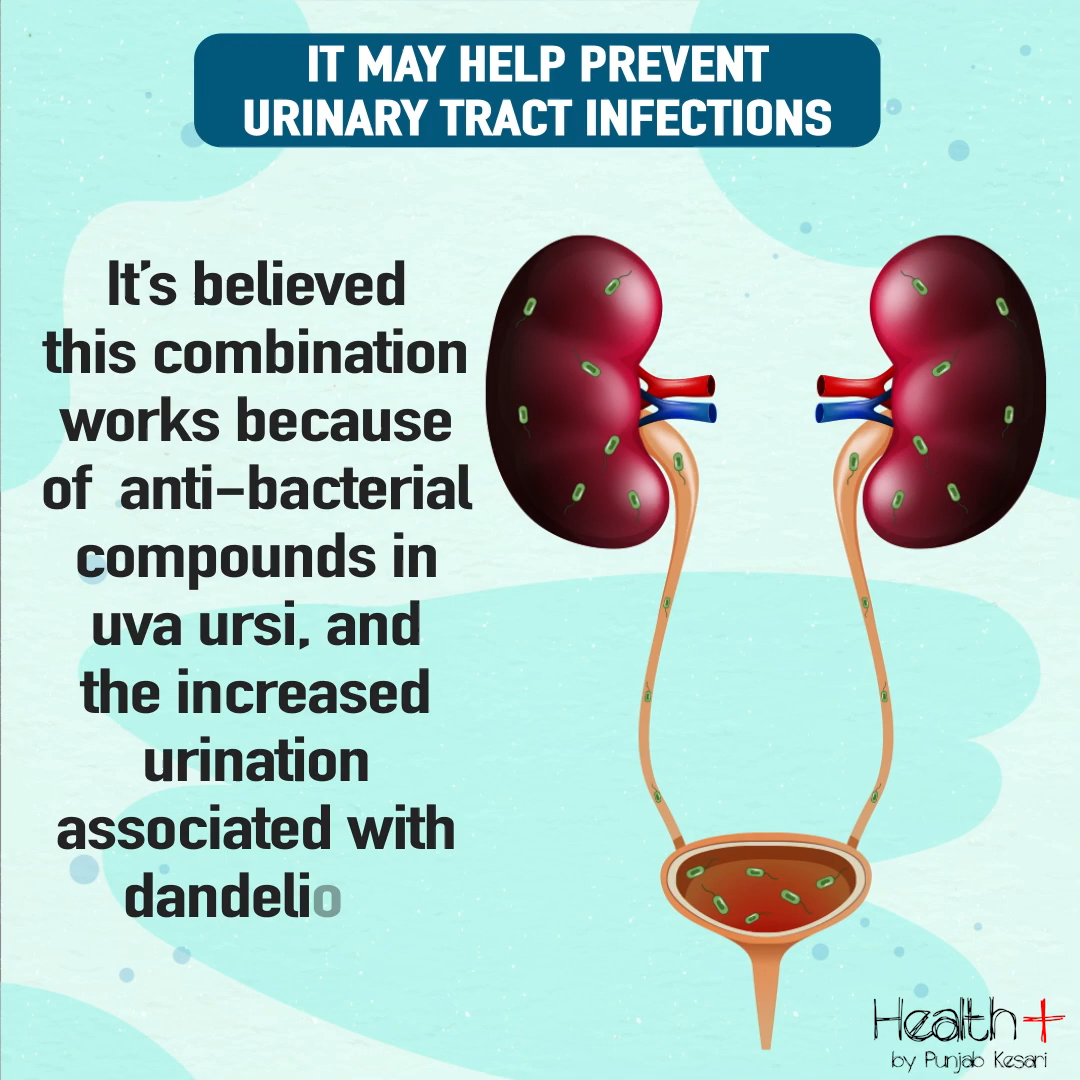 IT MAY HELP PREVENT
URINARY TRACT INFECTIONS
It's believed
this combination
works because
of anti-bacterial
compounds in
uva ursi, and
the increased
urination
associated with
dandelio
Health+
by Punjab Kesari